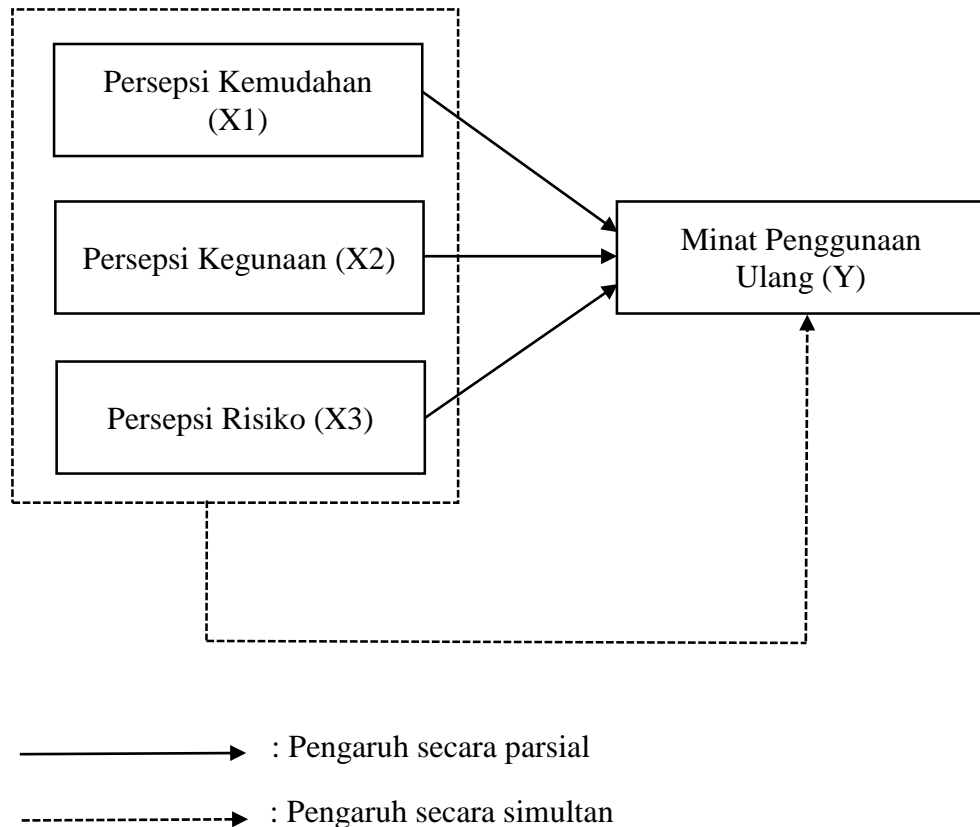 Persepsi Kemudahan
(X1)
Persepsi Kegunaan (X2)
Minat Penggunaan
Ulang (Y)
Persepsi Risiko (X3)
: Pengaruh secara parsial
: Pengaruh secara simultan